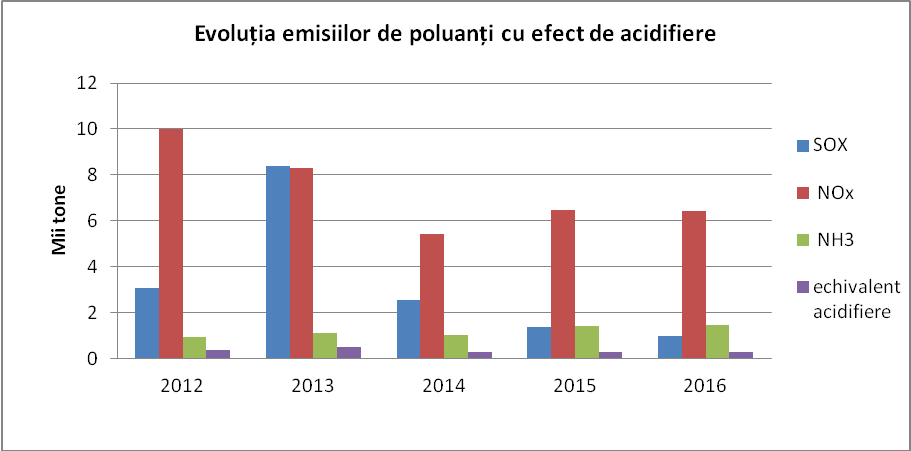 Evoluția emisiilor de poluanți cu efect de acidifiere
12
10
8
6
4
2
0
Mii tone
2012
2013
2014
2015
2016
SOX
NOx
NH3
echivalent
acidifiere